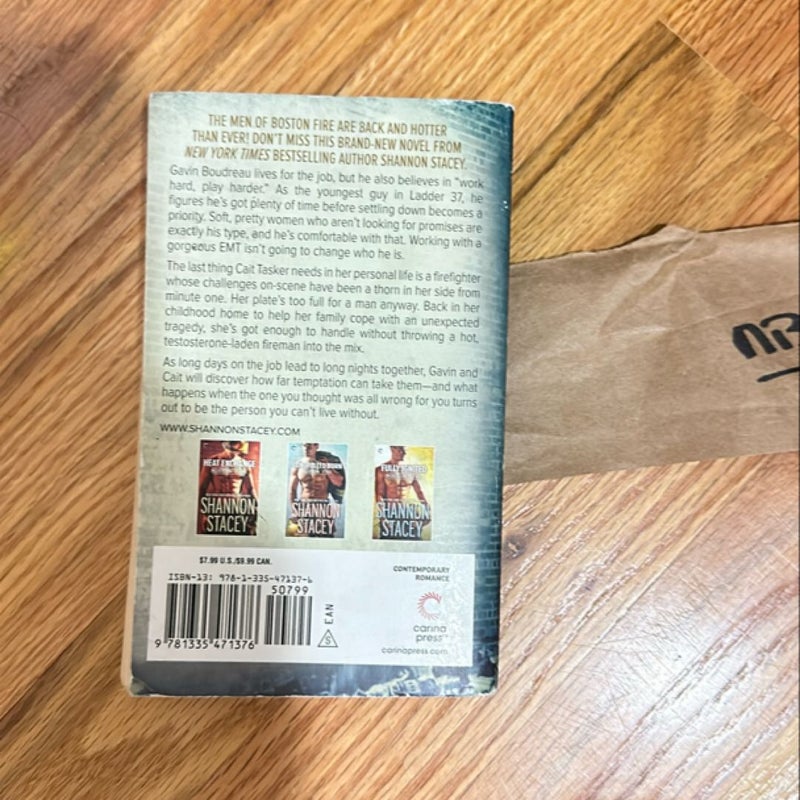 THE MEN OF BOSTON FIRE ARE BACK AND HOTTER
THAN EVER! DON'T MISS THIS BRAND-NEW NOVEL FROM
NEW YORK TIMES BESTSELLING AUTHOR SHANNON STACEY.
Gavin Boudreau lives for the job, but he also believes in "work
hard, play harder." As the youngest guy in Ladder 37, he
figures he's got plenty of time before settling down becomes a
priority. Soft, pretty women who aren't looking for promises are
exactly his type, and he's comfortable with that. Working with a
gorgeous EMT isn't going to change who he is.
The last thing Cait Tasker needs in her personal life is a firefighter
whose challenges on-scene have been a thorn in her side from
minute one. Her plate's too full for a man anyway. Back in her
childhood home to help her family cope with an unexpected
tragedy, she's got enough to handle without throwing a hot,
testosterone-laden fireman into the mix.
As long days on the job lead to long nights together, Gavin and
Cait will discover how far temptation can take them—and what
happens when the one you thought was all wrong for you turns
out to be the person you can't live without.
WWW.SHANNONSTACEY.COM
HEAT EXCHANGE
SHANNON
STACEY
BURN
SHANNON
STACEY
FULLY IGNITED
SHANNON
STACEY
$7.99 U.S./$9.99 CAN.
ISBN-13: 978-1-335-47137-6
50799
EAN
S
9 781335 471376
CONTEMPORARY
ROMANCE
carina
press
carinapress.com